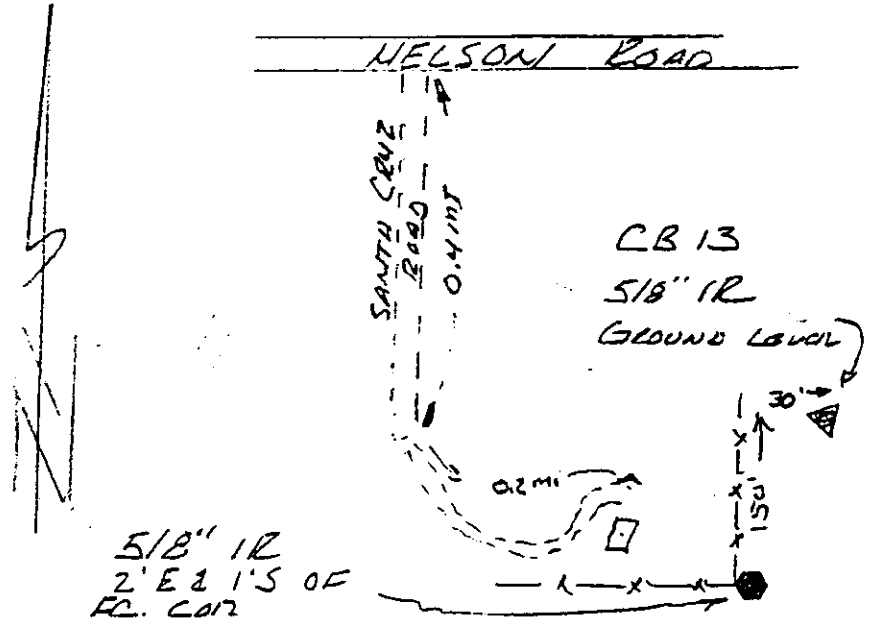 NELSON ROAD
SANTA CRUZ
ROAD
0.4 MI
CB 13
5/8" IR
GROUND LEVEL
30'
150'
0.2 MI
5/8" IR
2' E & 1' S OF
FC. COR
N